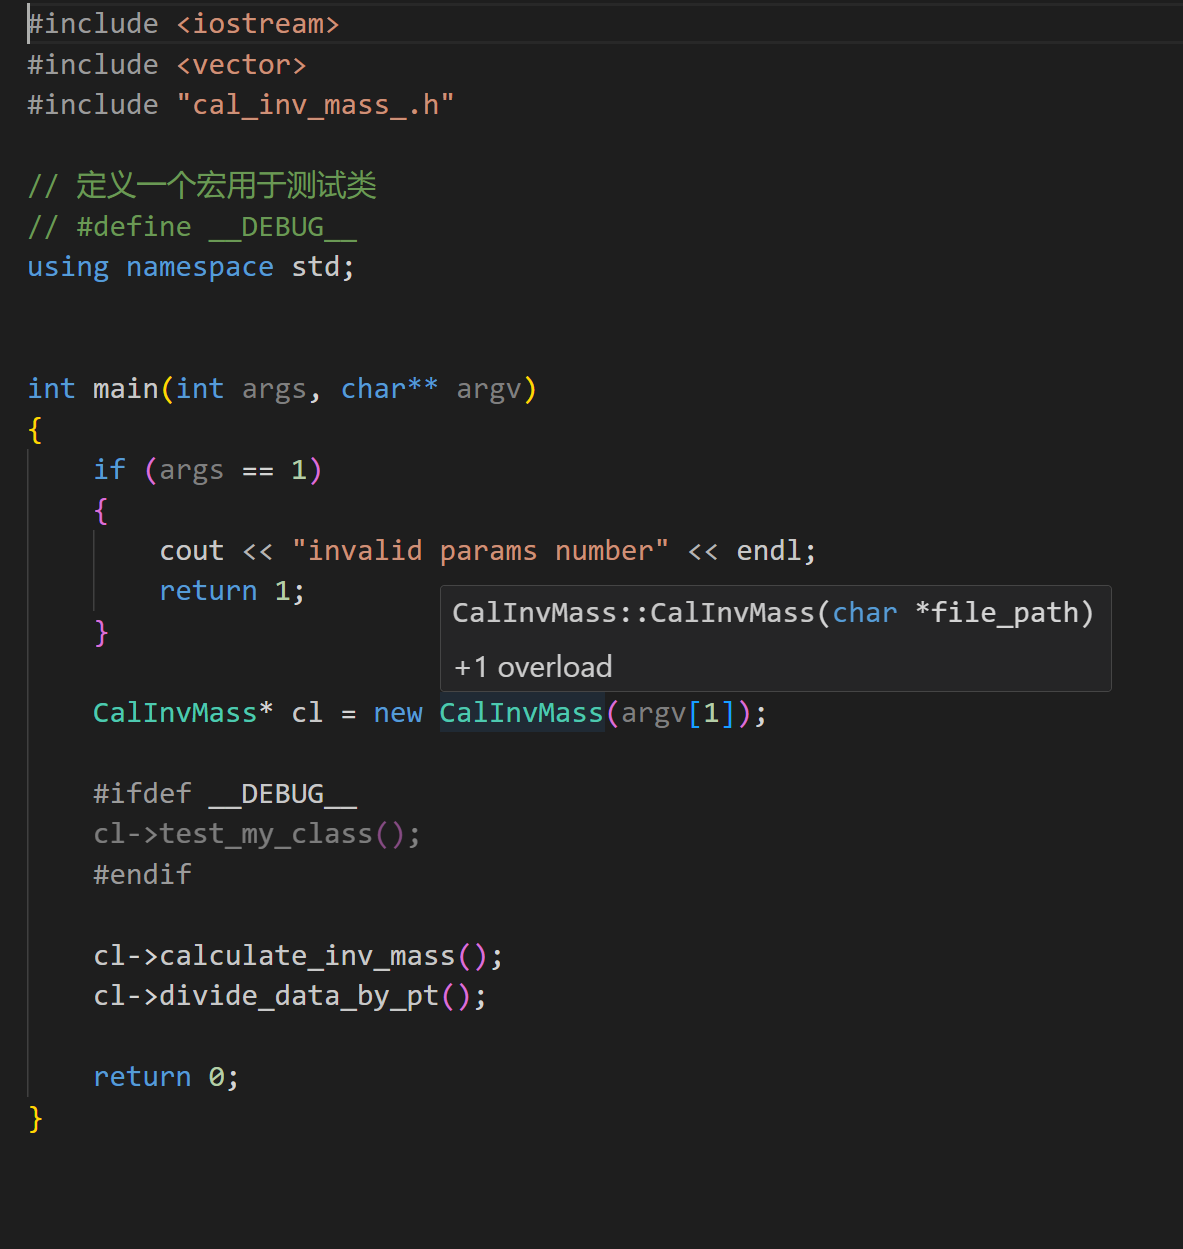 #include <iostream>
#include <vector>
#include "cal_inv_mass_.h"
// 定义一个宏用于测试类
// #define __DEBUG__
using namespace std;
int main(int args, char** argv)
{
if (args == 1)
{
cout << "invalid params number" << endl;
return 1;
}
CalInvMass::CalInvMass(char *file_path)
+1 overload
CalInvMass* cl = new CalInvMass(argv[1]);
#ifdef __DEBUG__
cl->test_my_class();
#endif
cl->calculate_inv_mass();
cl->divide_data_by_pt();
return 0;
}